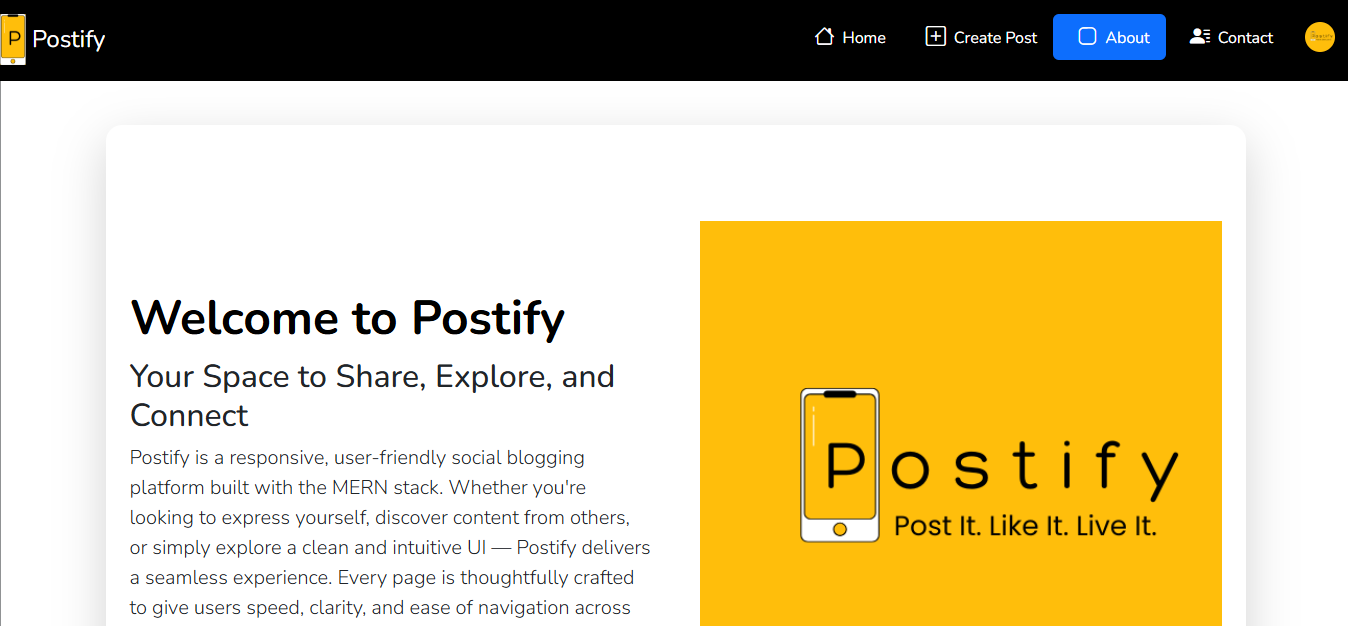 P Postify
Home
Create Post
About
Contact
Welcome to Postify
Your Space to Share, Explore, and
Connect
Postify is a responsive, user-friendly social blogging
platform built with the MERN stack. Whether you're
looking to express yourself, discover content from others,
or simply explore a clean and intuitive UI — Postify delivers
a seamless experience. Every page is thoughtfully crafted
to give users speed, clarity, and ease of navigation across
Postify
Post It. Like It. Live It.